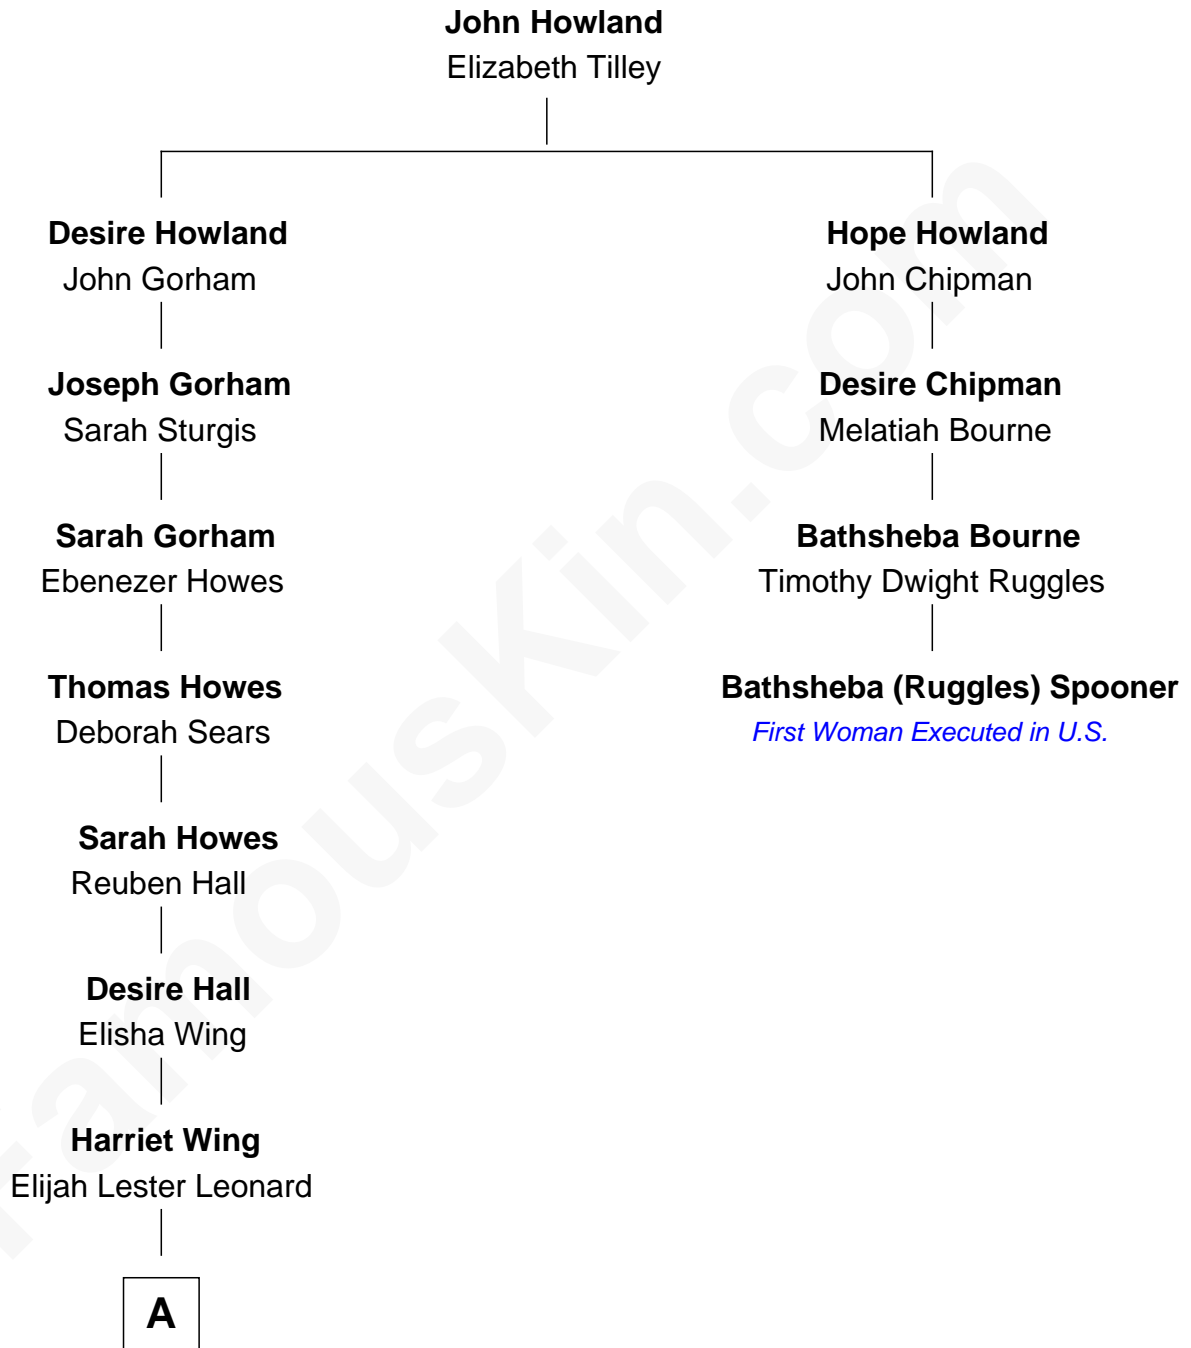 John Howland
Elizabeth Tilley
Desire Howland
John Gorham
Hope Howland
John Chipman
Joseph Gorham
Sarah Sturgis
Desire Chipman
Melatiah Bourne
Sarah Gorham
Ebenezer Howes
Bathsheba Bourne
Timothy Dwight Ruggles
Thomas Howes
Deborah Sears
Bathsheba (Ruggles) Spooner
First Woman Executed in U.S.
Sarah Howes
Reuben Hall
Desire Hall
Elisha Wing
Harriet Wing
Elijah Lester Leonard
A
FamousKin.com